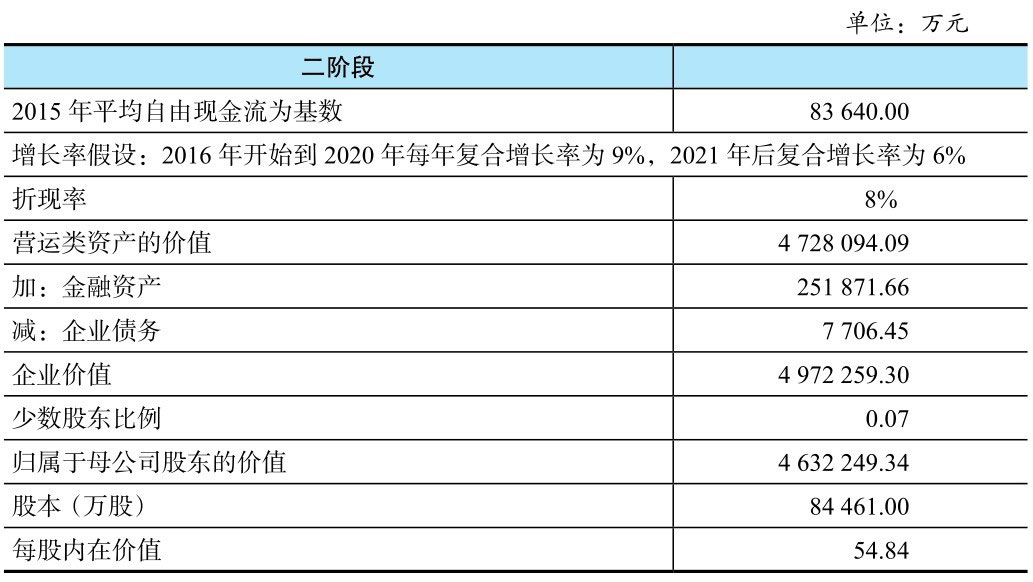 单位：万元
二阶段
2015 年平均自由现金流为基数 83 640.00
增长率假设：2016 年开始到 2020 年每年复合增长率为 9%，2021 年后复合增长率为 6%
折现率 8%
营运类资产的价值 4 728 094.09
加：金融资产 251 871.66
减：企业债务 7 706.45
企业价值 4 972 259.30
少数股东比例 0.07
归属于母公司股东的价值 4 632 249.34
股本（万股） 84 461.00
每股内在价值 54.84